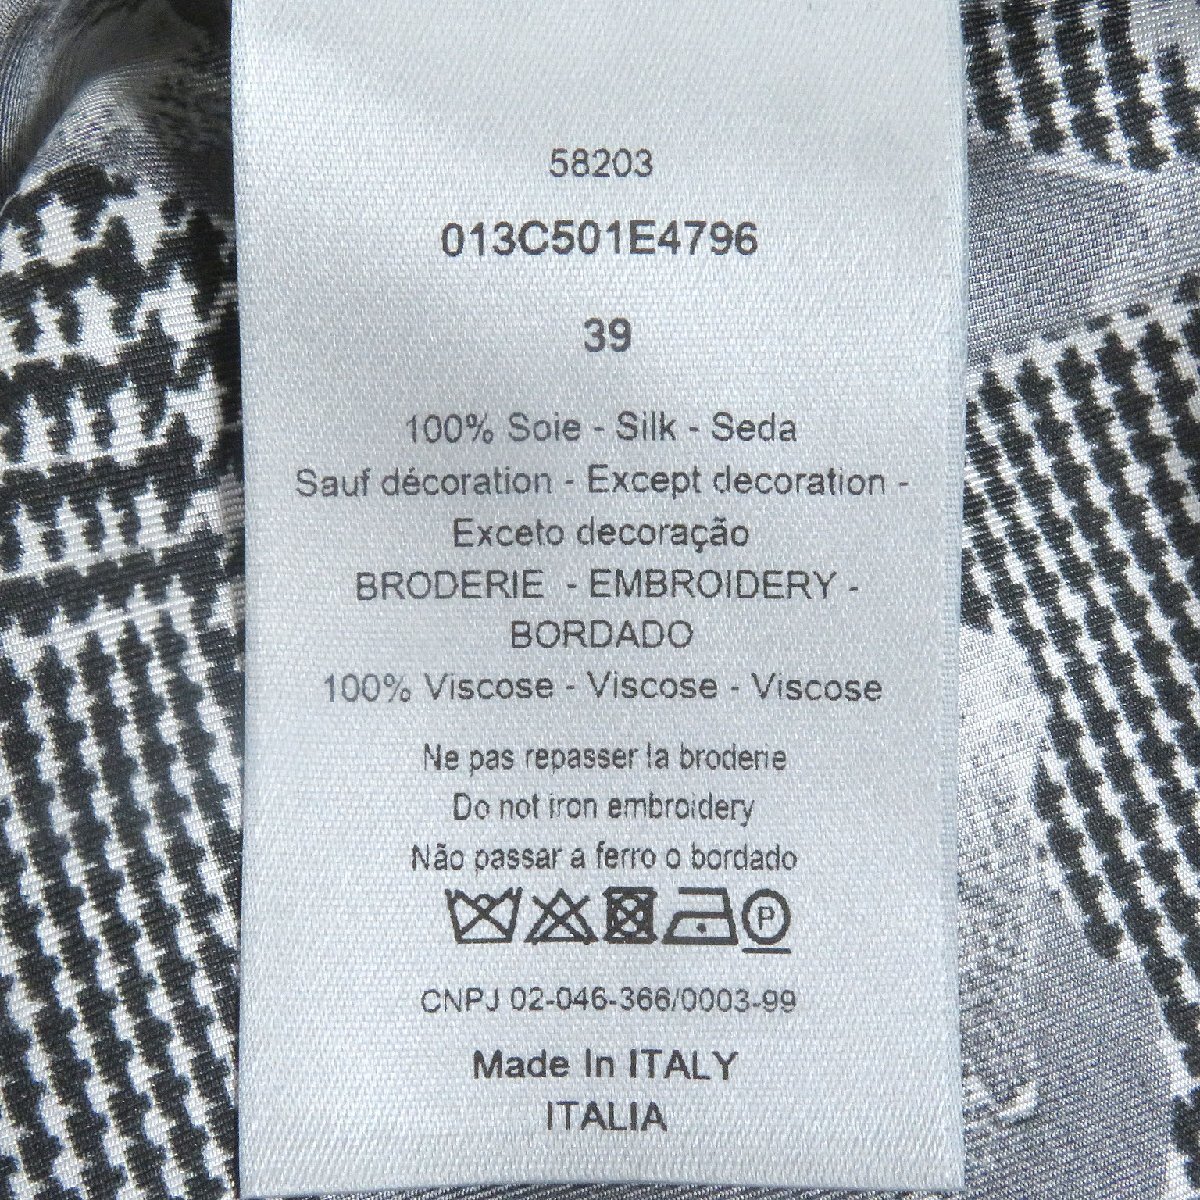 58203
013C501E4796
39
100% Soie - Silk - Seda
Sauf décoration - Except decoration -
Exceto decoração
BRODERIE - EMBROIDERY -
BORDADO
100% Viscose - Viscose - Viscose
Ne pas repasser la broderie
Do not iron embroidery
Não passar a ferro o bordado
P
CNPJ 02-046-366/0003-99
Made In ITALY
ITALIA